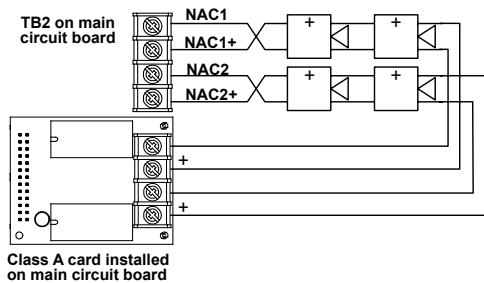 TB2 on main
circuit board
NAC1
NAC1+
NAC2
NAC2+
+ +
+ +
+
+
Class A card installed
on main circuit board